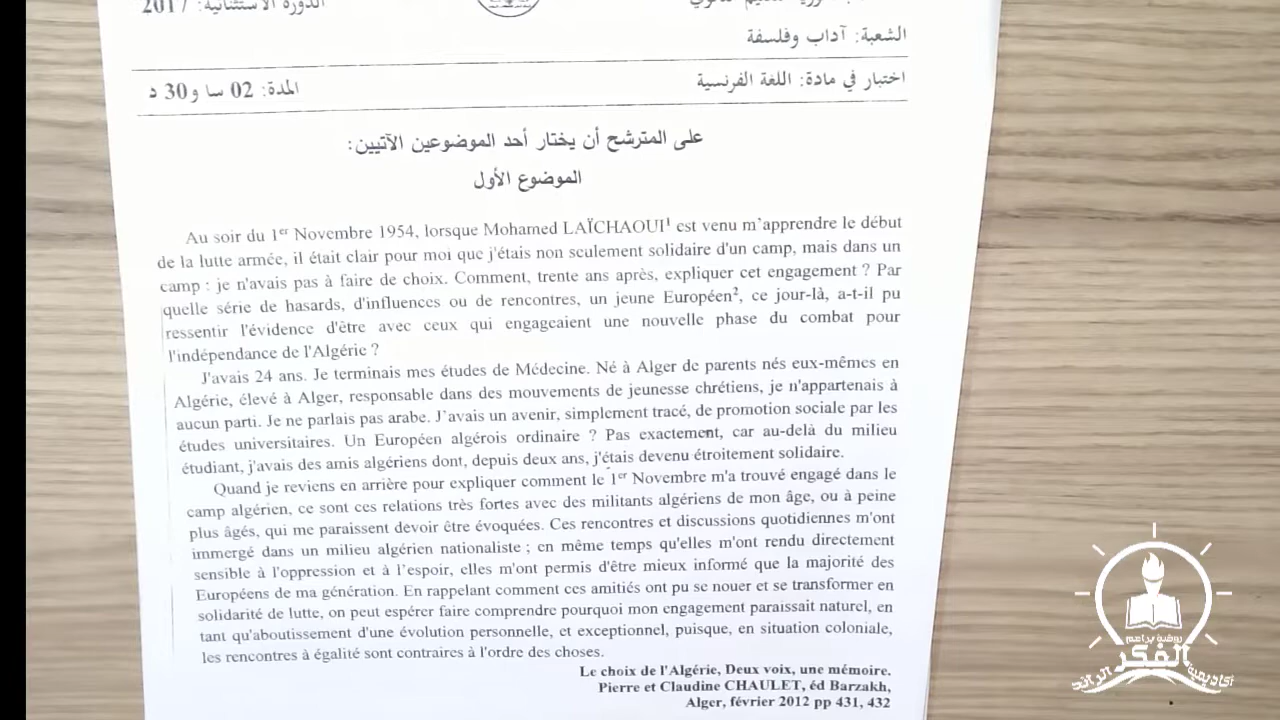 الدورة الاستثنائية: 2017
الشعبة: آداب وفلسفة
اختبار في مادة: اللغة الفرنسية
المدة: 02 سا و30 د
على المترشح أن يختار أحد الموضوعين الآتيين:
الموضوع الأول
Au soir du 1er Novembre 1954, lorsque Mohamed LAÏCHAOUI¹ est venu m'apprendre le début
de la lutte armée, il était clair pour moi que j'étais non seulement solidaire d'un camp, mais dans un
camp : je n'avais pas à faire de choix. Comment, trente ans après, expliquer cet engagement ? Par
quelle série de hasards, d'influences ou de rencontres, un jeune Européen², ce jour-là, a-t-il pu
ressentir l'évidence d'être avec ceux qui engageaient une nouvelle phase du combat pour
l'indépendance de l'Algérie ?
J'avais 24 ans. Je terminais mes études de Médecine. Né à Alger de parents nés eux-mêmes en
Algérie, élevé à Alger, responsable dans des mouvements de jeunesse chrétiens, je n'appartenais à
aucun parti. Je ne parlais pas arabe. J'avais un avenir, simplement tracé, de promotion sociale par les
études universitaires. Un Européen algérois ordinaire ? Pas exactement, car au-delà du milieu
étudiant, j'avais des amis algériens dont, depuis deux ans, j'étais devenu étroitement solidaire.
Quand je reviens en arrière pour expliquer comment le 1er Novembre m'a trouvé engagé dans le
camp algérien, ce sont ces relations très fortes avec des militants algériens de mon âge, ou à peine
plus âgés, qui me paraissent devoir être évoquées. Ces rencontres et discussions quotidiennes m'ont
immergé dans un milieu algérien nationaliste ; en même temps qu'elles m'ont rendu directement
sensible à l'oppression et à l'espoir, elles m'ont permis d'être mieux informé que la majorité des
Européens de ma génération. En rappelant comment ces amitiés ont pu se nouer et se transformer en
solidarité de lutte, on peut espérer faire comprendre pourquoi mon engagement paraissait naturel, en
tant qu'aboutissement d'une évolution personnelle, et exceptionnel, puisque, en situation coloniale,
les rencontres à égalité sont contraires à l'ordre des choses.
Le choix de l'Algérie, Deux voix, une mémoire.
Pierre et Claudine CHAULET, éd Barzakh,
Alger, février 2012 pp 431, 432
روضة براعم
الفكر
أكاديمية الرائد